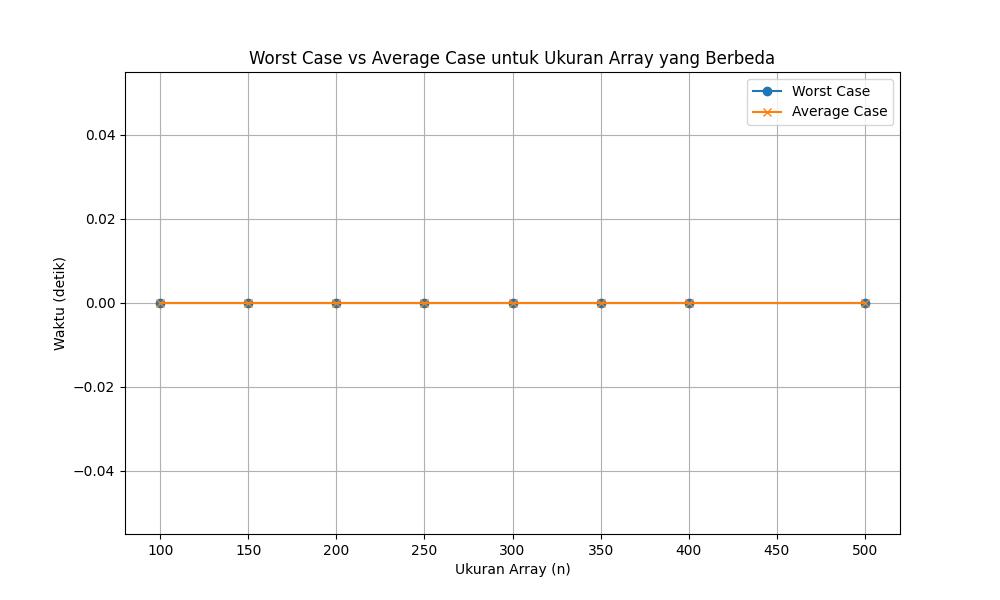 Worst Case vs Average Case untuk Ukuran Array yang Berbeda
Worst Case
Average Case
0.04
0.02
0.00
−0.02
−0.04
Waktu (detik)
100 150 200 250 300 350 400 450 500
Ukuran Array (n)